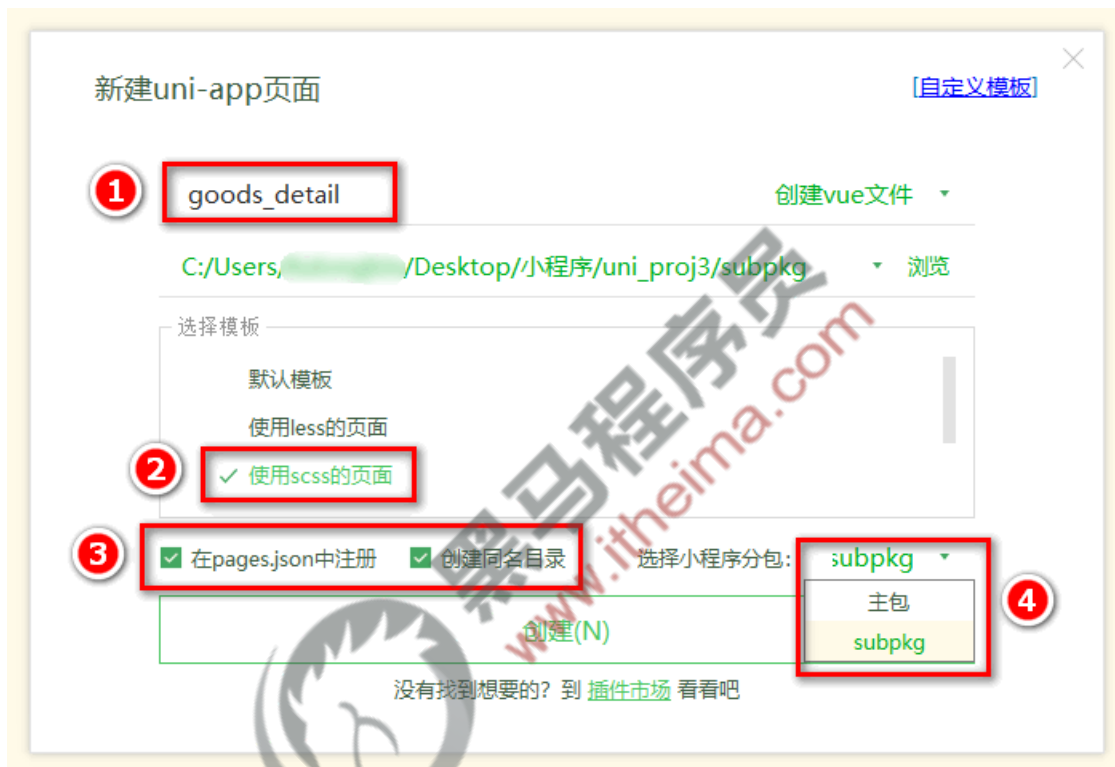 新建uni-app页面 [自定义模板]
1 goods_detail 创建vue文件
C:/Users/ /Desktop/小程序/uni_proj3/subpkg 浏览
选择模板
默认模板
使用less的页面
2 使用scss的页面
3 在pages.json中注册 创建同名目录 选择小程序分包: subpkg
主包
4
创建(N)
subpkg
没有找到想要的？到 插件市场 看看吧
黑马程序员
www.itheima.com